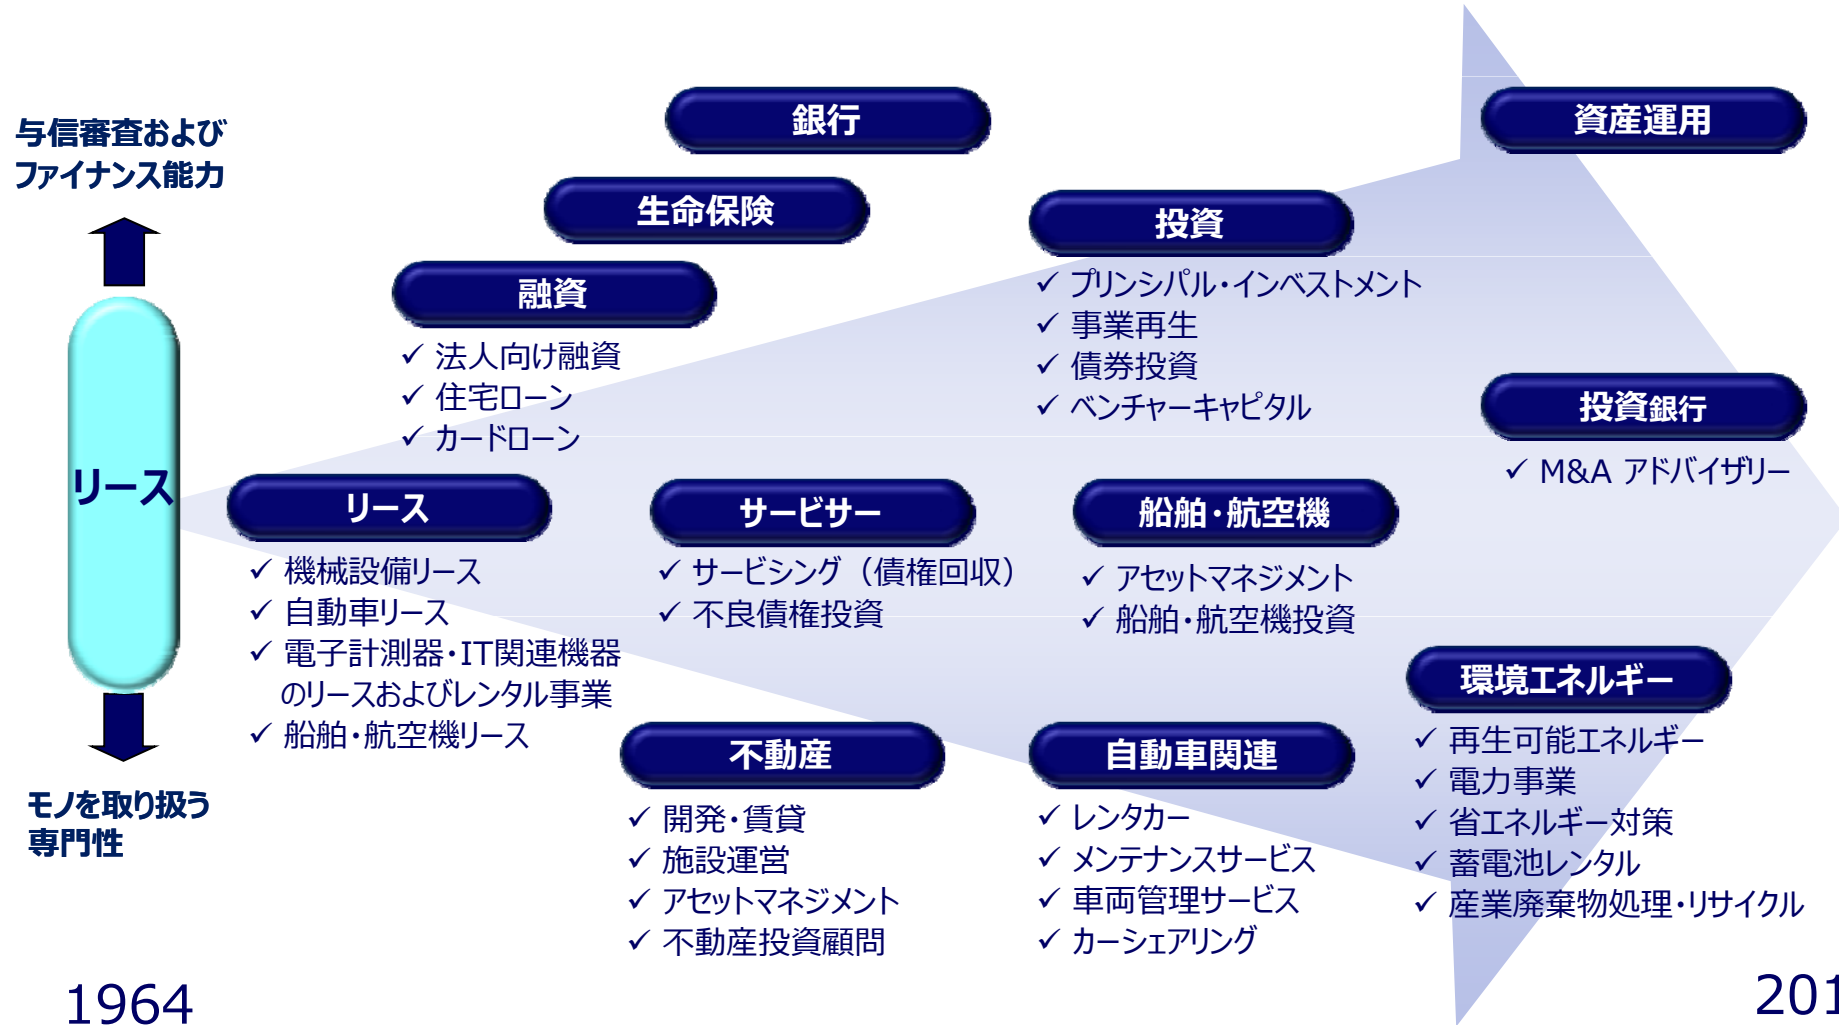 与信審査および
ファイナンス能力
リース
モノを取り扱う
専門性
1964
銀行
生命保険
融資
✓ 法人向け融資
✓ 住宅ローン
✓ カードローン
リース
✓ 機械設備リース
✓ 自動車リース
✓ 電子計測器・IT関連機器
のリースおよびレンタル事業
✓ 船舶・航空機リース
サービサー
✓ サービシング（債権回収）
✓ 不良債権投資
不動産
✓ 開発・賃貸
✓ 施設運営
✓ アセットマネジメント
✓ 不動産投資顧問
投資
✓ プリンシパル・インベストメント
✓ 事業再生
✓ 債券投資
✓ ベンチャーキャピタル
船舶・航空機
✓ アセットマネジメント
✓ 船舶・航空機投資
自動車関連
✓ レンタカー
✓ メンテナンスサービス
✓ 車両管理サービス
✓ カーシェアリング
資産運用
投資銀行
✓ M&A アドバイザリー
環境エネルギー
✓ 再生可能エネルギー
✓ 電力事業
✓ 省エネルギー対策
✓ 蓄電池レンタル
✓ 産業廃棄物処理・リサイクル
201